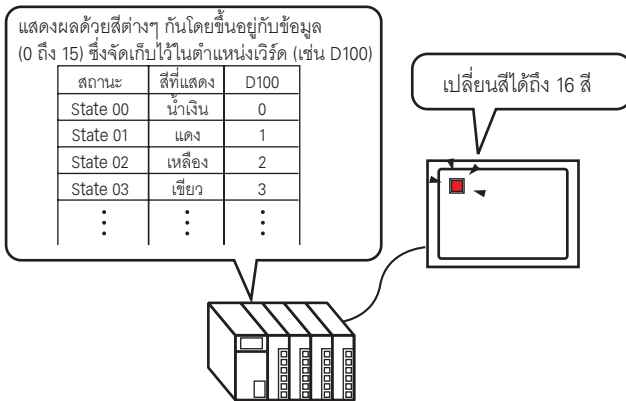 แสดงผลด้วยสีต่างๆ กันโดยขึ้นอยู่กับข้อมูล
(0 ถึง 15) ซึ่งจัดเก็บไว้ในตำแหน่งเวิร์ด (เช่น D100)
สถานะ สีที่แสดง D100
State 00 น้ำเงิน 0
State 01 แดง 1
State 02 เหลือง 2
State 03 เขียว 3
เปลี่ยนสีได้ถึง 16 สี